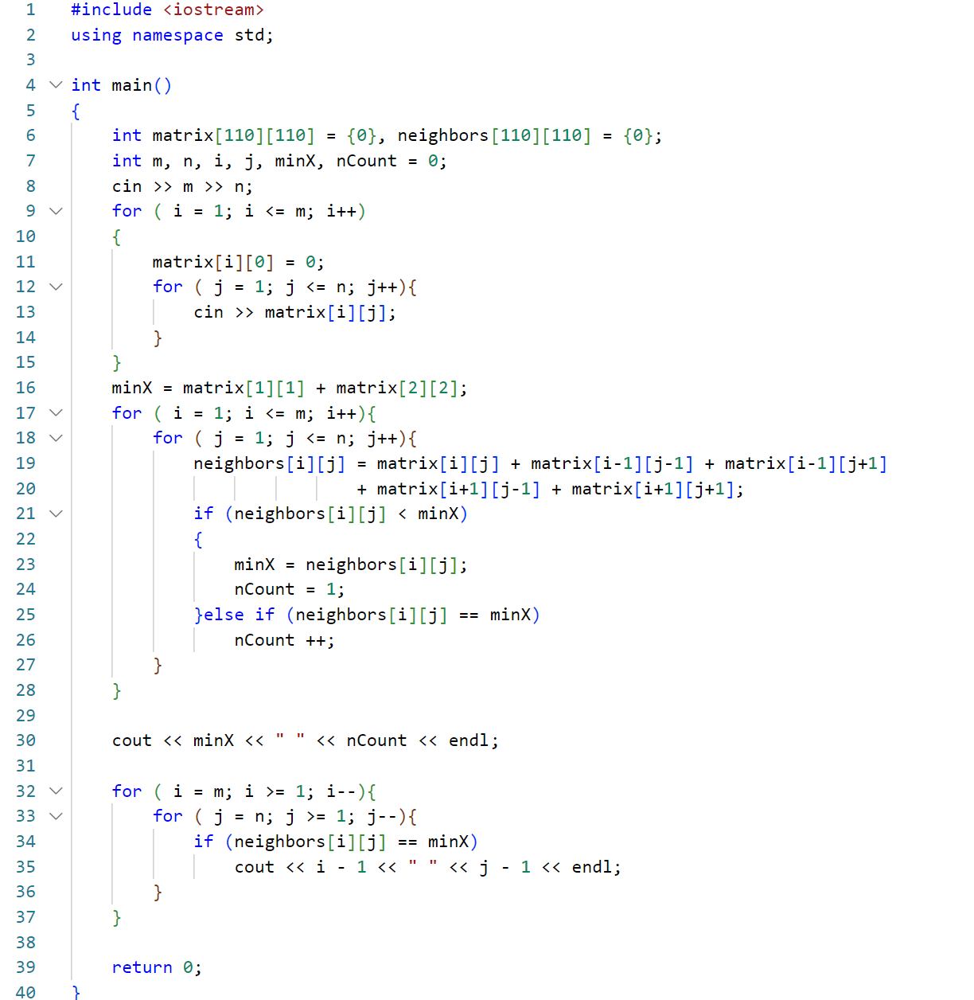 1 #include <iostream>
2 using namespace std;
3
4 int main()
5 {
6     int matrix[110][110] = {0}, neighbors[110][110] = {0};
7     int m, n, i, j, minX, nCount = 0;
8     cin >> m >> n;
9     for ( i = 1; i <= m; i++)
10     {
11         matrix[i][0] = 0;
12         for ( j = 1; j <= n; j++){
13             cin >> matrix[i][j];
14         }
15     }
16     minX = matrix[1][1] + matrix[2][2];
17     for ( i = 1; i <= m; i++){
18         for ( j = 1; j <= n; j++){
19             neighbors[i][j] = matrix[i][j] + matrix[i-1][j-1] + matrix[i-1][j+1]
20                             + matrix[i+1][j-1] + matrix[i+1][j+1];
21             if (neighbors[i][j] < minX)
22             {
23                 minX = neighbors[i][j];
24                 nCount = 1;
25             }else if (neighbors[i][j] == minX)
26                 nCount ++;
27         }
28     }
29
30     cout << minX << " " << nCount << endl;
31
32     for ( i = m; i >= 1; i--){
33         for ( j = n; j >= 1; j--){
34             if (neighbors[i][j] == minX)
35                 cout << i - 1 << " " << j - 1 << endl;
36         }
37     }
38
39     return 0;
40 }